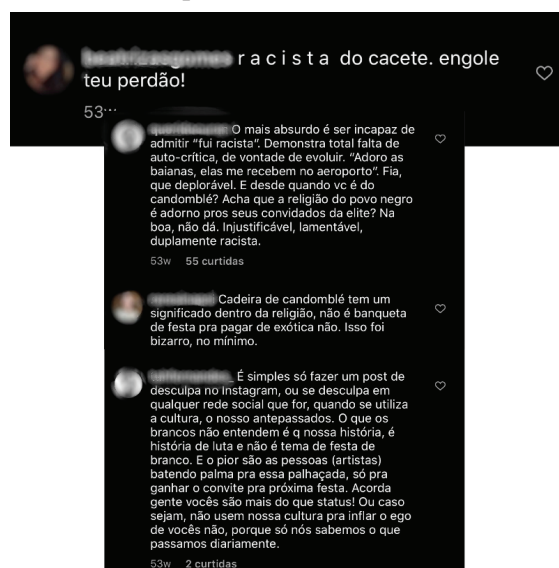 r a c i s t a do cacete. engole
teu perdão!
53
O mais absurdo é ser incapaz de
admitir “fui racista”. Demonstra total falta de
auto-crítica, de vontade de evoluir. “Adoro as
baianas, elas me recebem no aeroporto”. Fia,
que deplorável. E desde quando vc é do
candomblé? Acha que a religião do povo negro
é adorno pros seus convidados da elite? Na
boa, não dá. Injustificável, lamentável,
duplamente racista.
53w 55 curtidas
Cadeira de candomblé tem um
significado dentro da religião, não é banqueta
de festa pra pagar de exótica não. Isso foi
bizarro, no mínimo.
É simples só fazer um post de
desculpa no Instagram, ou se desculpa em
qualquer rede social que for, quando se utiliza
a cultura, o nosso antepassados. O que os
brancos não entendem é q nossa história, é
história de luta e não é tema de festa de
branco. E o pior são as pessoas (artistas)
batendo palma pra essa palhaçada, só pra
ganhar o convite pra próxima festa. Acorda
gente vocês são mais do que status! Ou caso
sejam, não usem nossa cultura pra inflar o ego
de vocês não, porque só nós sabemos o que
passamos diariamente.
53w 2 curtidas